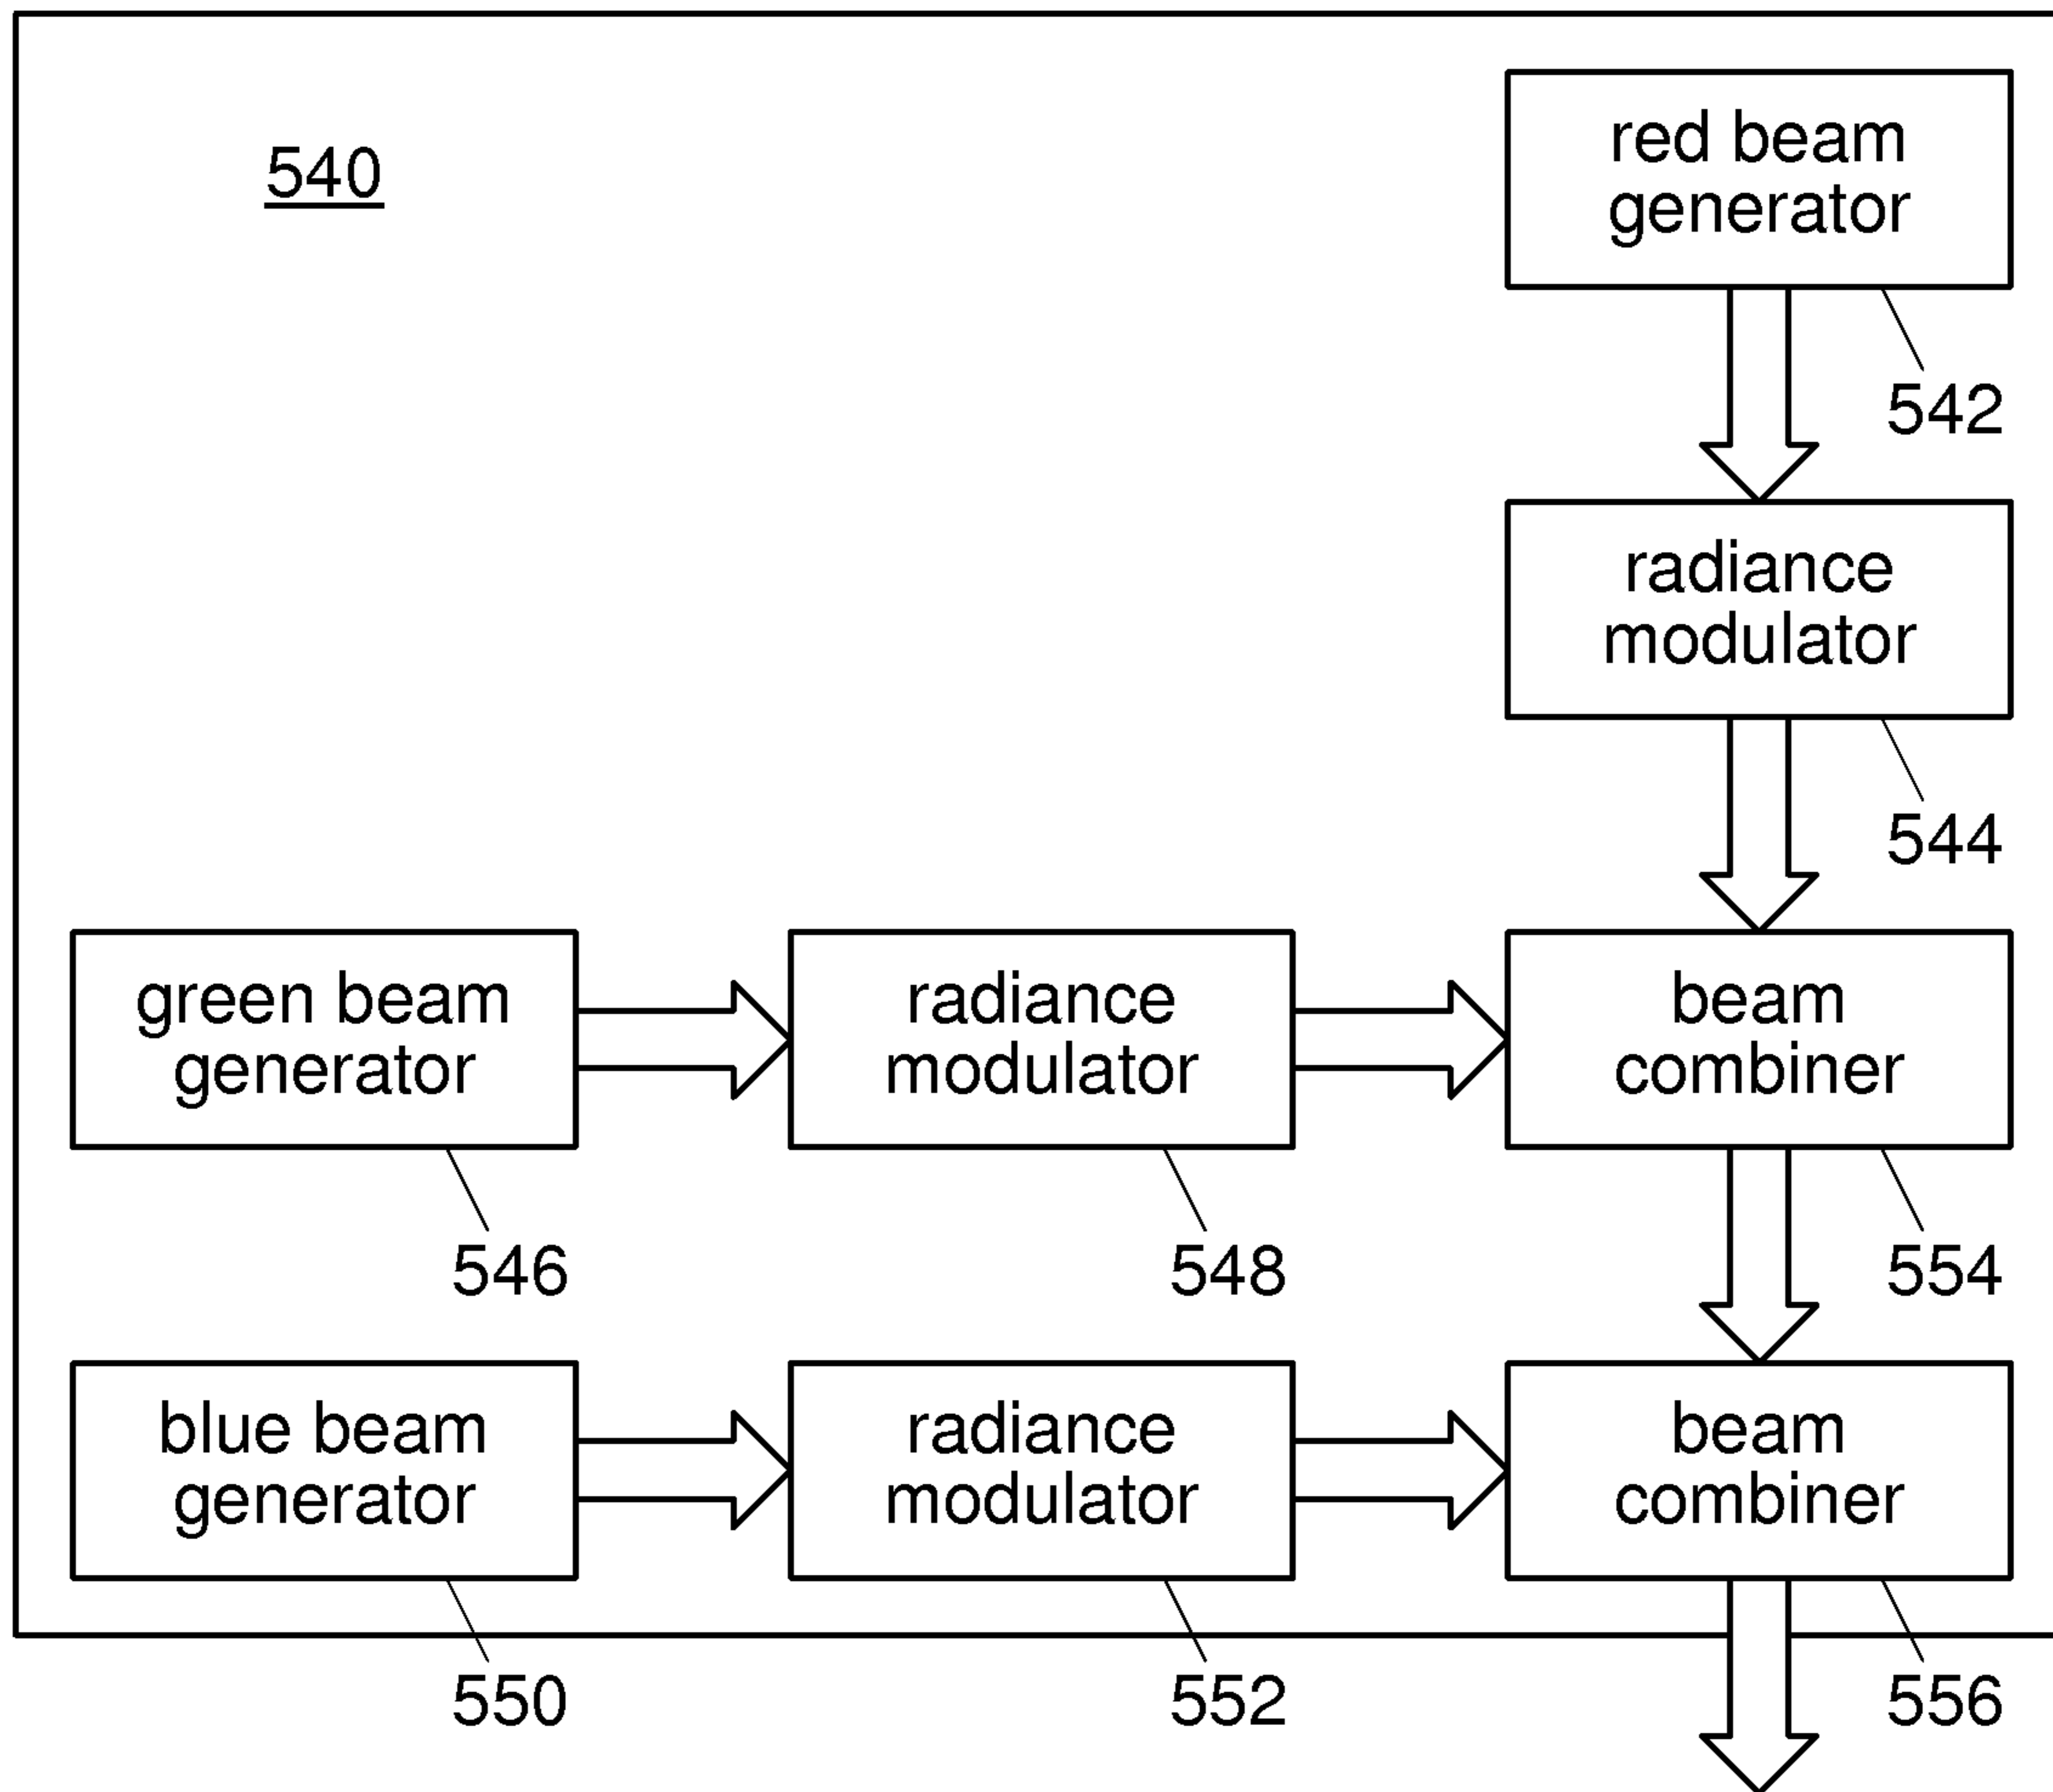 540
red beam
generator
542
radiance
modulator
544
green beam
generator
546
radiance
modulator
548
beam
combiner
554
blue beam
generator
550
radiance
modulator
552
beam
combiner
556